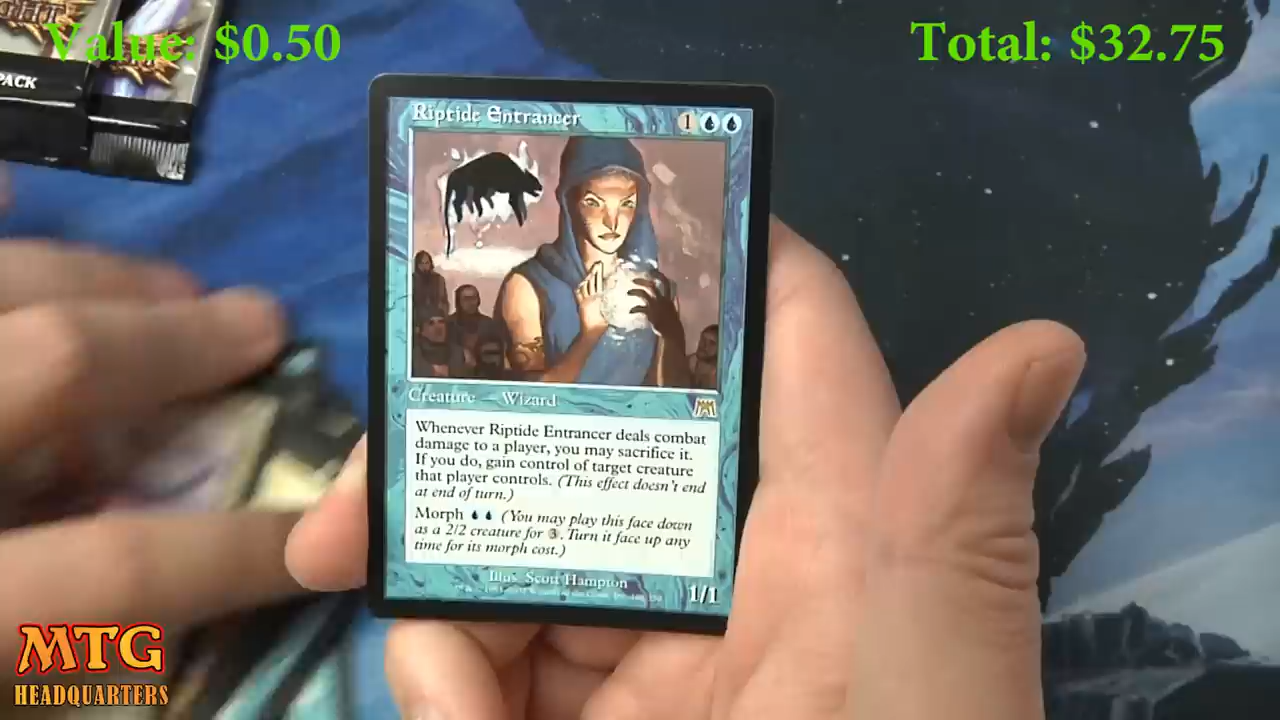 Value: $0.50
Total: $32.75
PACK
Riptide Entrancer
1
Creature — Wizard
Whenever Riptide Entrancer deals combat
damage to a player, you may sacrifice it.
If you do, gain control of target creature
that player controls. (This effect doesn't end
at end of turn.)
Morph (You may play this face down
as a 2/2 creature for 3. Turn it face up any
time for its morph cost.)
Illus. Scott Hampton
1/1
MTG
HEADQUARTERS